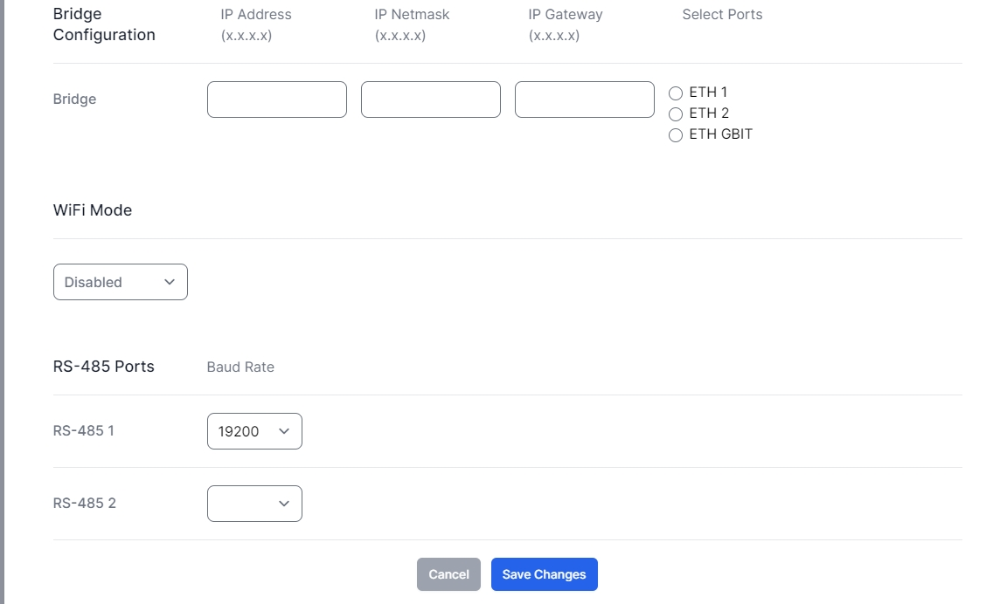 Bridge
Configuration
IP Address
(x.x.x.x)
IP Netmask
(x.x.x.x)
IP Gateway
(x.x.x.x)
Select Ports
Bridge
ETH 1
ETH 2
ETH GBIT
WiFi Mode
Disabled
RS-485 Ports
Baud Rate
RS-485 1
19200
RS-485 2
Cancel
Save Changes